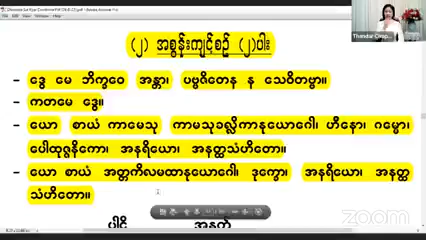 (၂) အစွန်းကျင့်စဉ် (၂)ပါး
- ဒွေ မေ ဘိက္ခဝေ အန္တာ၊ ပဗ္ဗဇိတေန န သေဝိတဗ္ဗာ။
- ကတမေ ဒွေ။
- ယော စာယံ ကာမေသု ကာမသုခလ္လိကာနုယောဂေါ၊ ဟီနော၊ ဂမ္မော၊
ပေါထုဇ္ဇနိကော၊ အနရိယော၊ အနတ္ထသံဟိတော။
- ယော စာယံ အတ္တကိလမထာနုယောဂေါ၊ ဒုက္ခော၊ အနရိယော၊ အနတ္ထ
သံဟိတော။
ပါဠိ အနက်
zoom